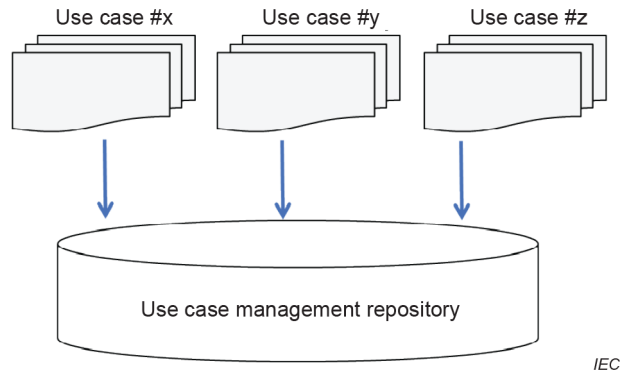 Use case #x
Use case #y
Use case #z
Use case management repository
IEC